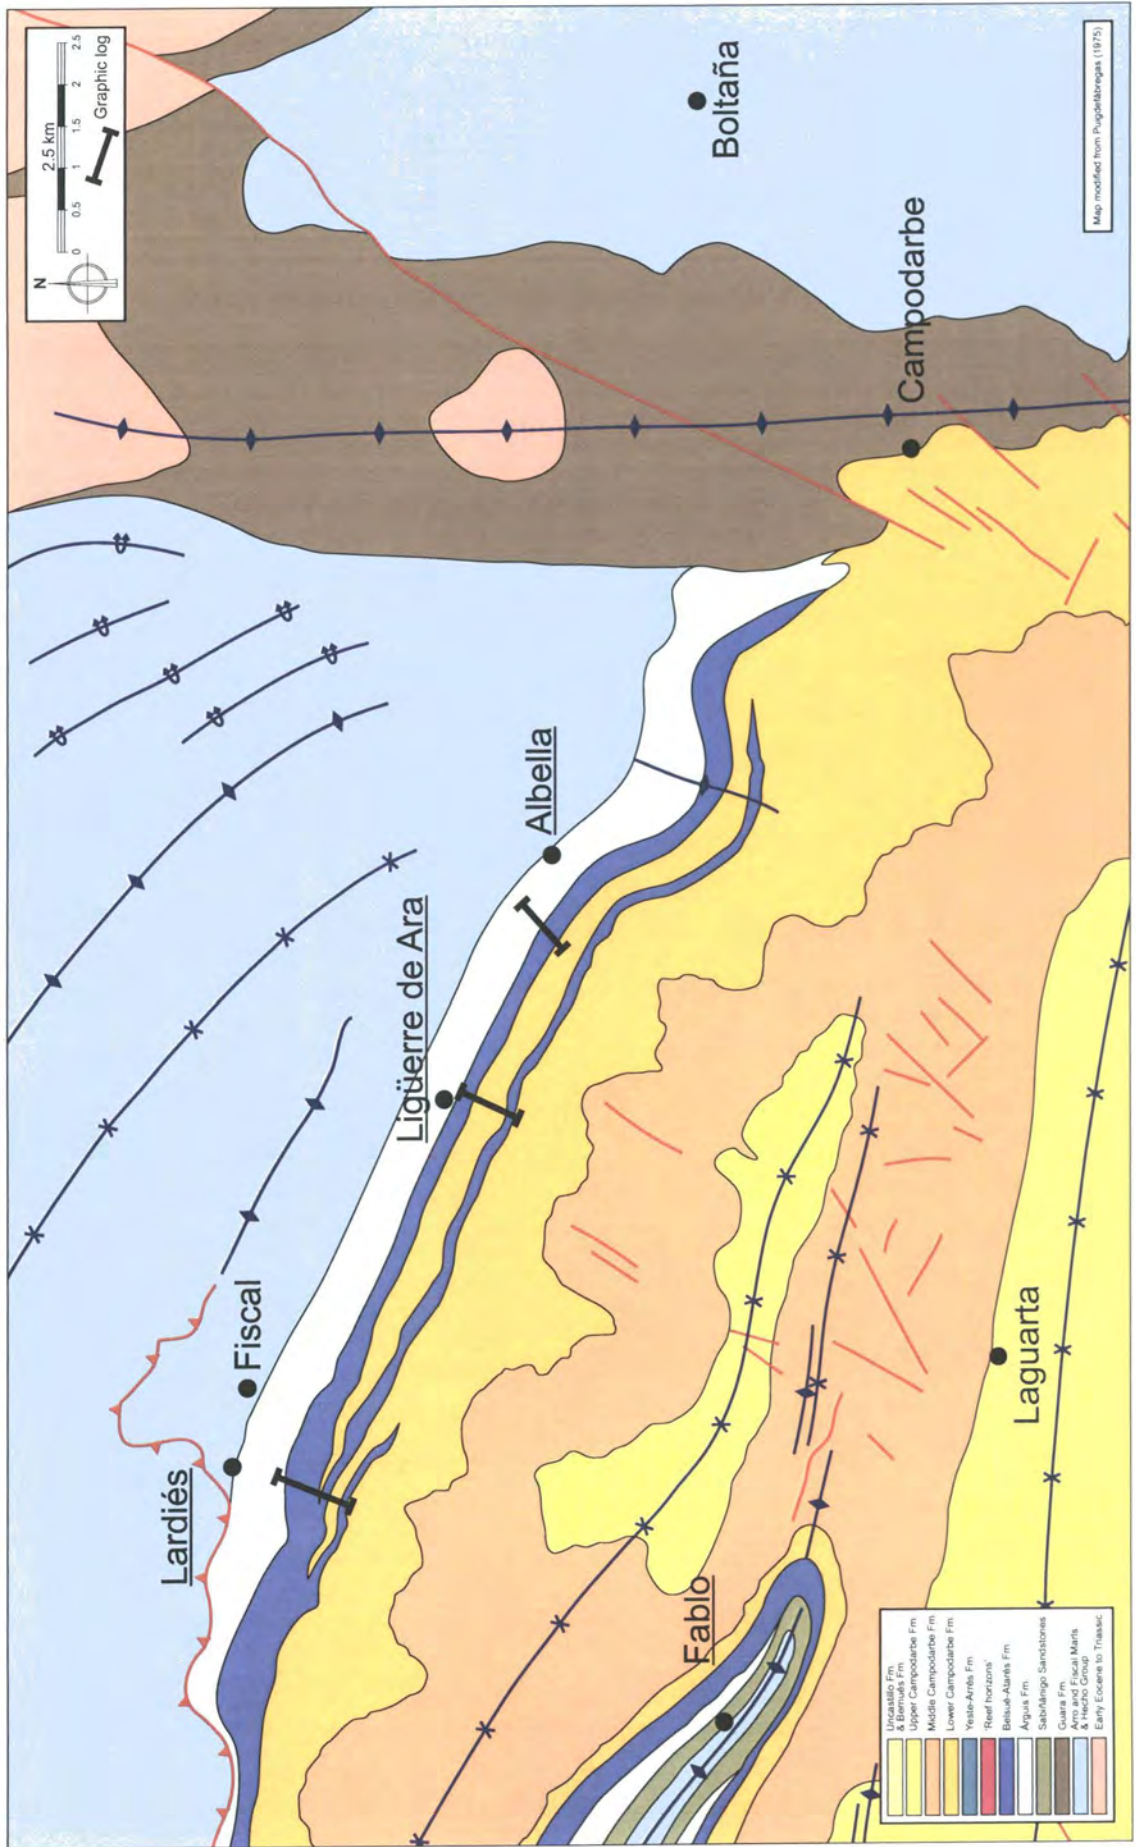 N
2.5 km
0 0.5 1 1.5 2 2.5
Graphic log
Boltaña
Campodarbe
Albella
Ligüerre de Ara
Fiscal
Lardiés
Fablo
Laguarta
Uncastillo Fm.
& Bernués Fm
Upper Campodarbe Fm.
Middle Campodarbe Fm.
Lower Campodarbe Fm.
Yeste-Arrés Fm.
'Reef horizons'
Belsué-Atarés Fm
Arguis Fm.
Sabiñánigo Sandstones
Guara Fm.
Arro and Fiscal Marls
& Hecho Group
Early Eocene to Triassic
Map modified from Puigdefàbregas (1975)